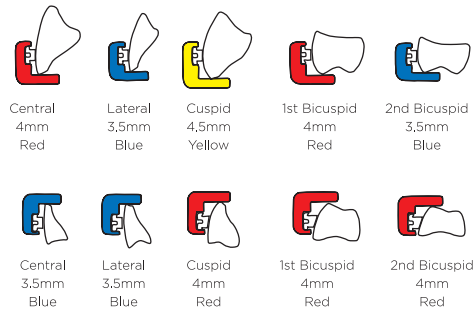 Central Lateral Cuspid 1st Bicuspid 2nd Bicuspid
4mm 3.5mm 4.5mm 4mm 3.5mm
Red Blue Yellow Red Blue
Central Lateral Cuspid 1st Bicuspid 2nd Bicuspid
3.5mm 3.5mm 4mm 4mm 4mm
Blue Blue Red Red Red